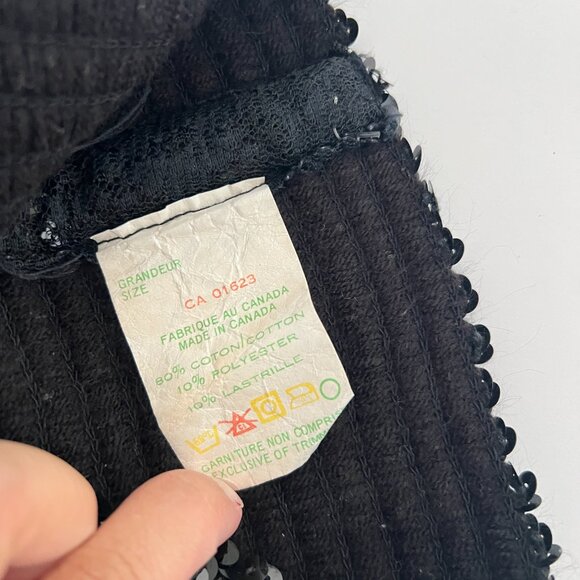 GRANDEUR
SIZE
CA 01623
FABRIQUE AU CANADA
MADE IN CANADA
80% COTON/COTTON
10% POLYESTER
10% LASTRILLE
GARNITURE NON COMPRIS
EXCLUSIVE OF TRIM